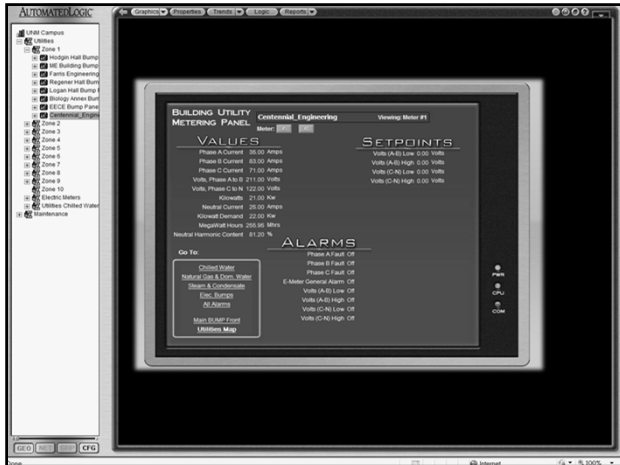 AUTOMATEDLOGIC
Graphics Properties Trends Logic Reports
UNM Campus
Utilities
Zone 1
Hodgin Hall Bump
ME Building Bump
Farris Engineering
Regener Hall Bum
Logan Hall Bump
Biology Annex Bum
EECE Bump Pane
Centennial_Engine
Zone 2
Zone 3
Zone 4
Zone 5
Zone 6
Zone 7
Zone 8
Zone 9
Zone 10
Electric Meters
Utilities Chilled Water
Maintenance
BUILDING UTILITY
METERING PANEL
Centennial_Engineering Viewing: Meter #1
Meter:
VALUES
Phase A Current 35.00 Amps
Phase B Current 83.00 Amps
Phase C Current 71.00 Amps
Volts, Phase A to B 211.00 Volts
Volts, Phase C to N 122.00 Volts
Kilowatts 21.00 Kw
Neutral Current 25.00 Amps
Kilowatt Demand 22.00 Kw
MegaWatt Hours 255.95 Mhrs
Neutral Harmonic Content 81.20 %
SETPOINTS
Volts (A-B) Low 0.00 Volts
Volts (A-B) High 0.00 Volts
Volts (C-N) Low 0.00 Volts
Volts (C-N) High 0.00 Volts
ALARMS
Phase A Fault Off
Phase B Fault Off
Phase C Fault Off
E-Meter General Alarm Off
Volts (A-B) Low Off
Volts (A-B) High Off
Volts (C-N) Low Off
Volts (C-N) High Off
Go To:
Chilled Water
Natural Gas & Dom. Water
Steam & Condensate
Elec. Bumps
All Alarms
Main BUMP Front
Utilities Map
PWR
CPU
COM
GEO NET CFG
Done Internet 100%